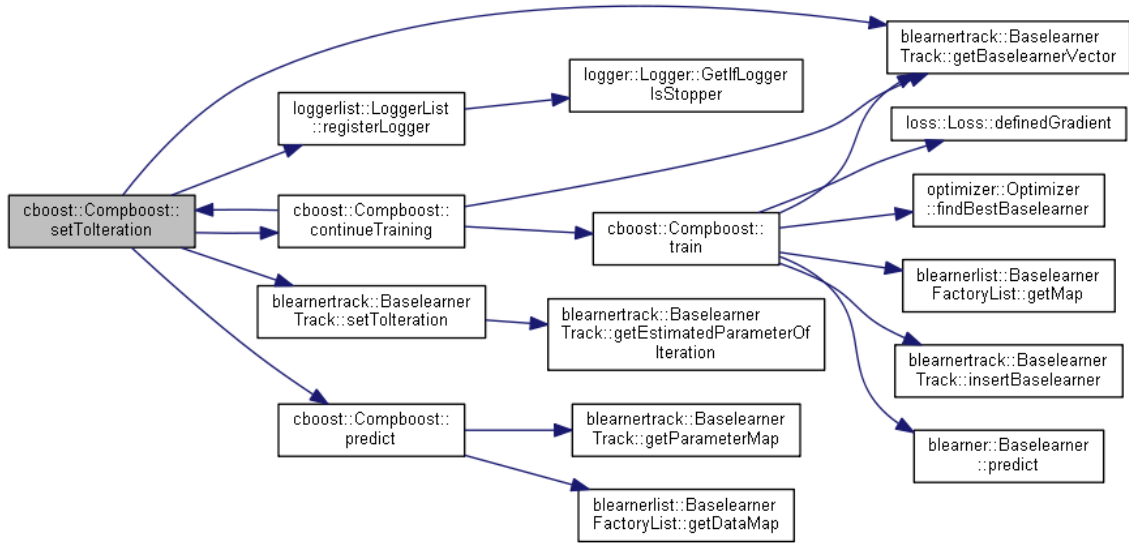 blearnertrack::Baselearner
Track::getBaselearnerVector
logger::Logger::GetIfLogger
IsStopper
loggerlist::LoggerList
::registerLogger
loss::Loss::definedGradient
optimizer::Optimizer
::findBestBaselearner
cboost::Compboost::
setToIteration
cboost::Compboost::
continueTraining
cboost::Compboost::
train
blearnerlist::Baselearner
FactoryList::getMap
blearnertrack::Baselearner
Track::setToIteration
blearnertrack::Baselearner
Track::getEstimatedParameterOf
Iteration
blearnertrack::Baselearner
Track::insertBaselearner
cboost::Compboost::
predict
blearnertrack::Baselearner
Track::getParameterMap
blearner::Baselearner
::predict
blearnerlist::Baselearner
FactoryList::getDataMap